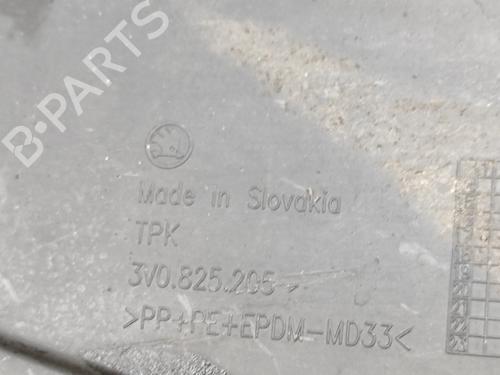 B-PARTS
Made in Slovakia
TPK
3V0.825.205
>PP+PE+EPDM-MD33<